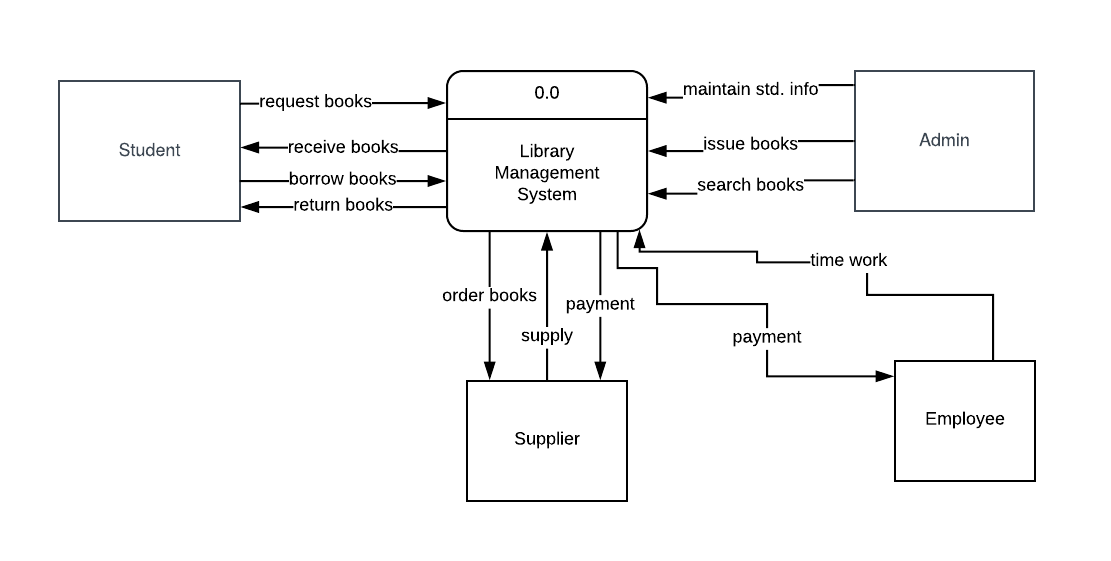 0.0
Library
Management
System
Student
request books
receive books
borrow books
return books
maintain std. info
issue books
search books
Admin
order books
supply
payment
time work
payment
Supplier
Employee